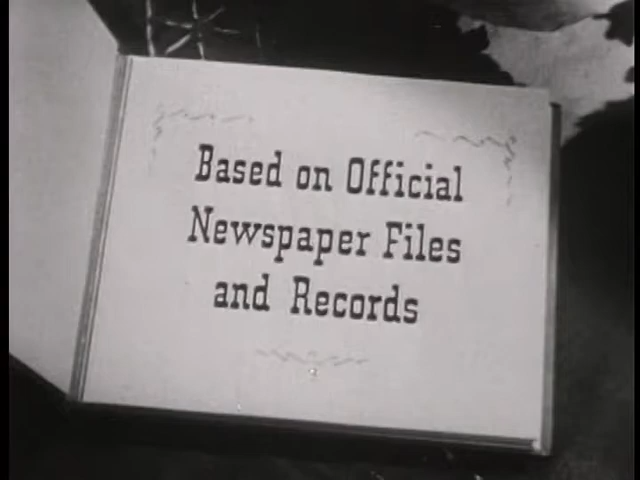 Based on Official
Newspaper Files
and Records